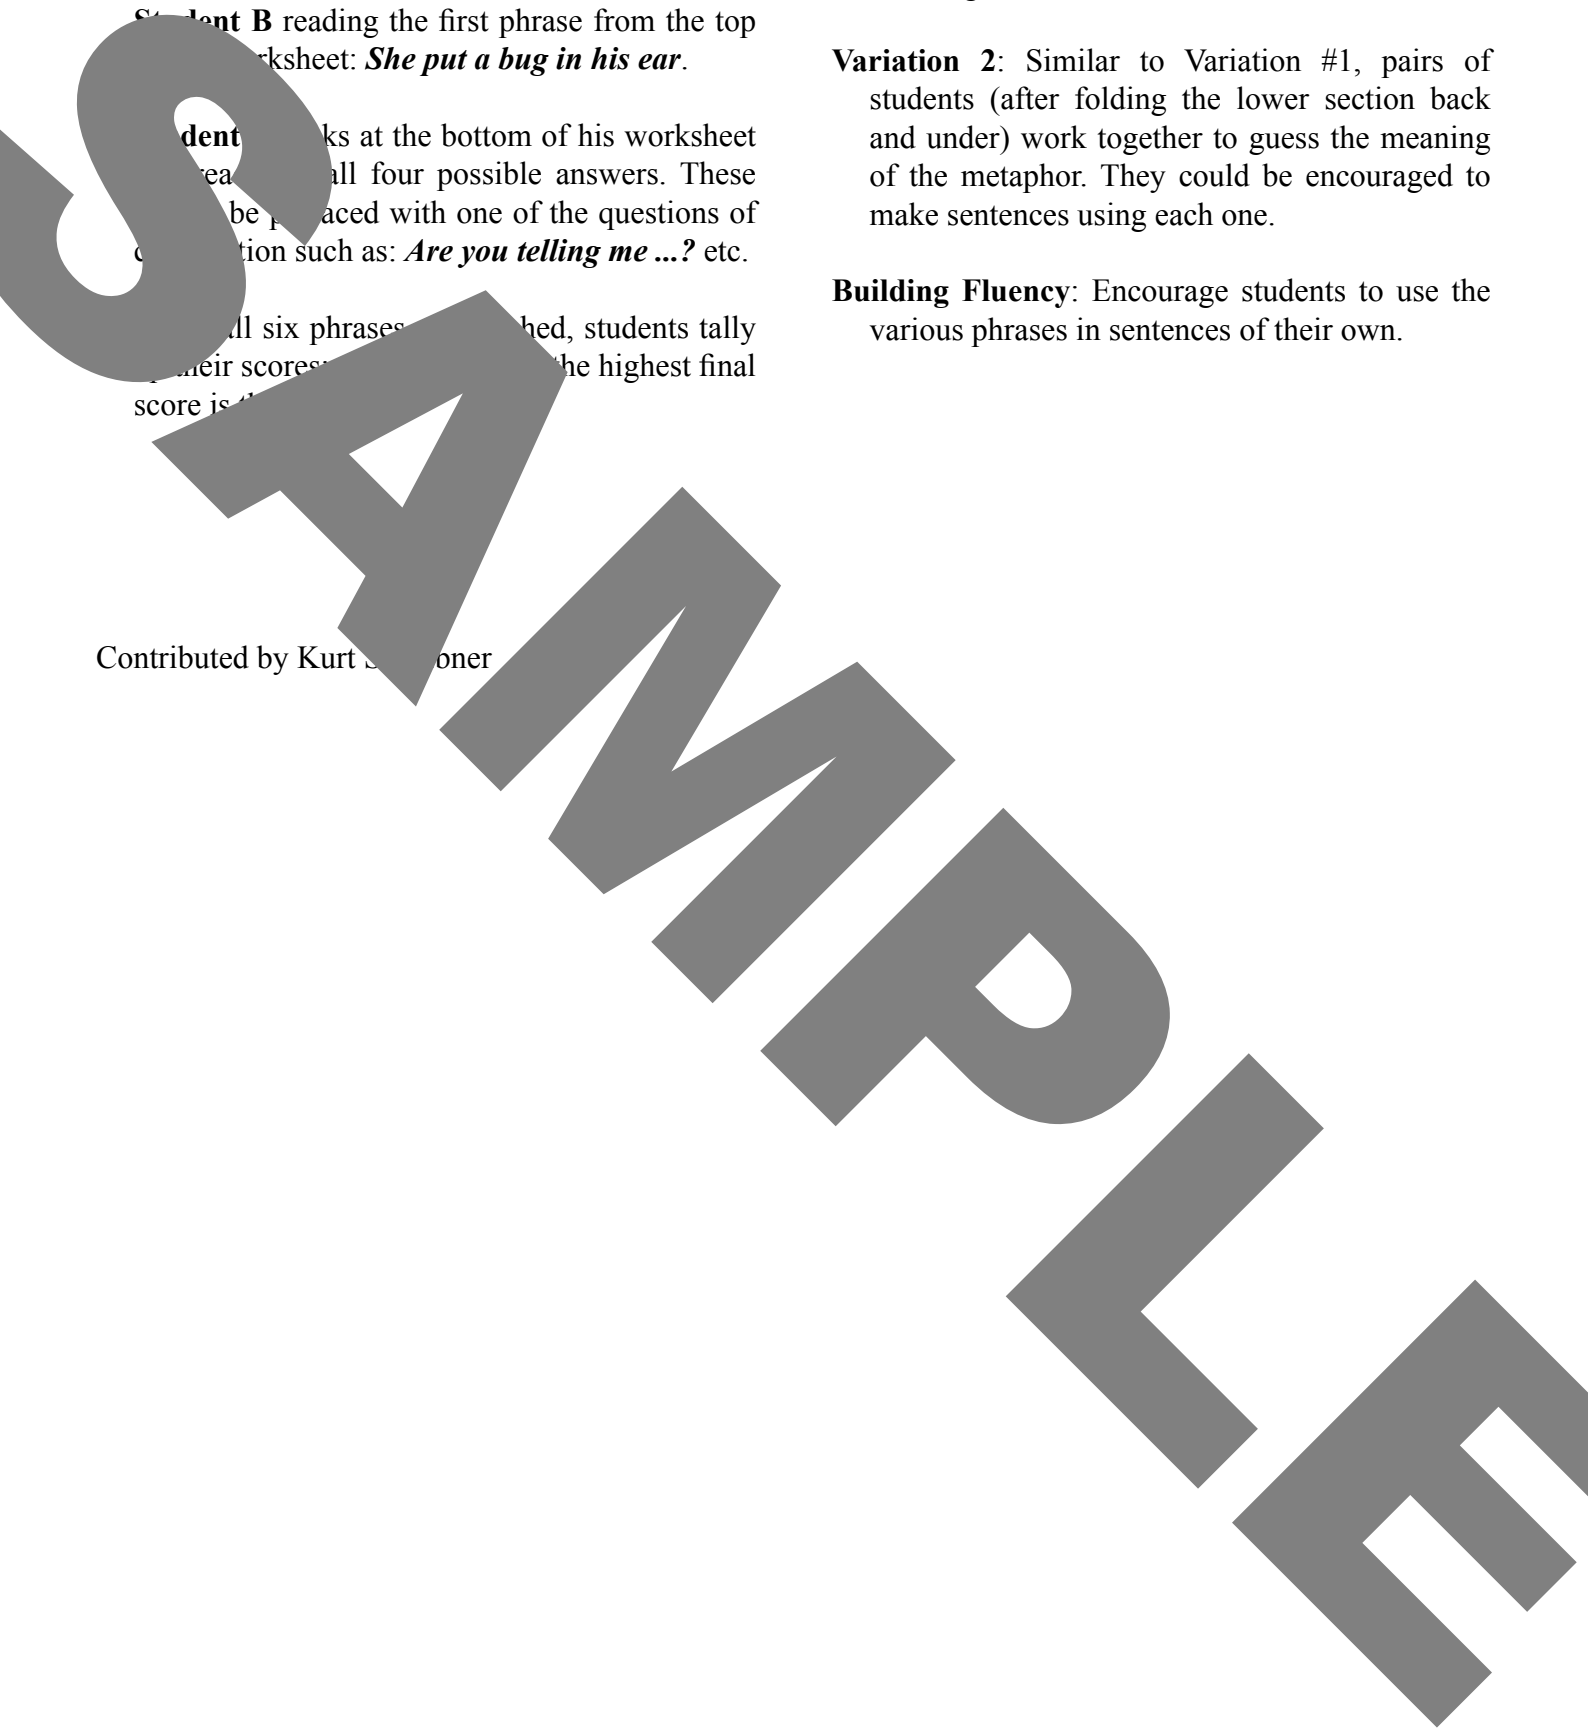 Student B reading the first phrase from the top
rksheet: She put a bug in his ear.
dent ks at the bottom of his worksheet
all four possible answers. These
be aced with one of the questions of
tion such as: Are you telling me ...? etc.
ll six phrases hed, students tally
their scores the highest final
score is
Contributed by Kurt
Variation 2: Similar to Variation #1, pairs of
students (after folding the lower section back
and under) work together to guess the meaning
of the metaphor. They could be encouraged to
make sentences using each one.
Building Fluency: Encourage students to use the
various phrases in sentences of their own.
SAMPLE